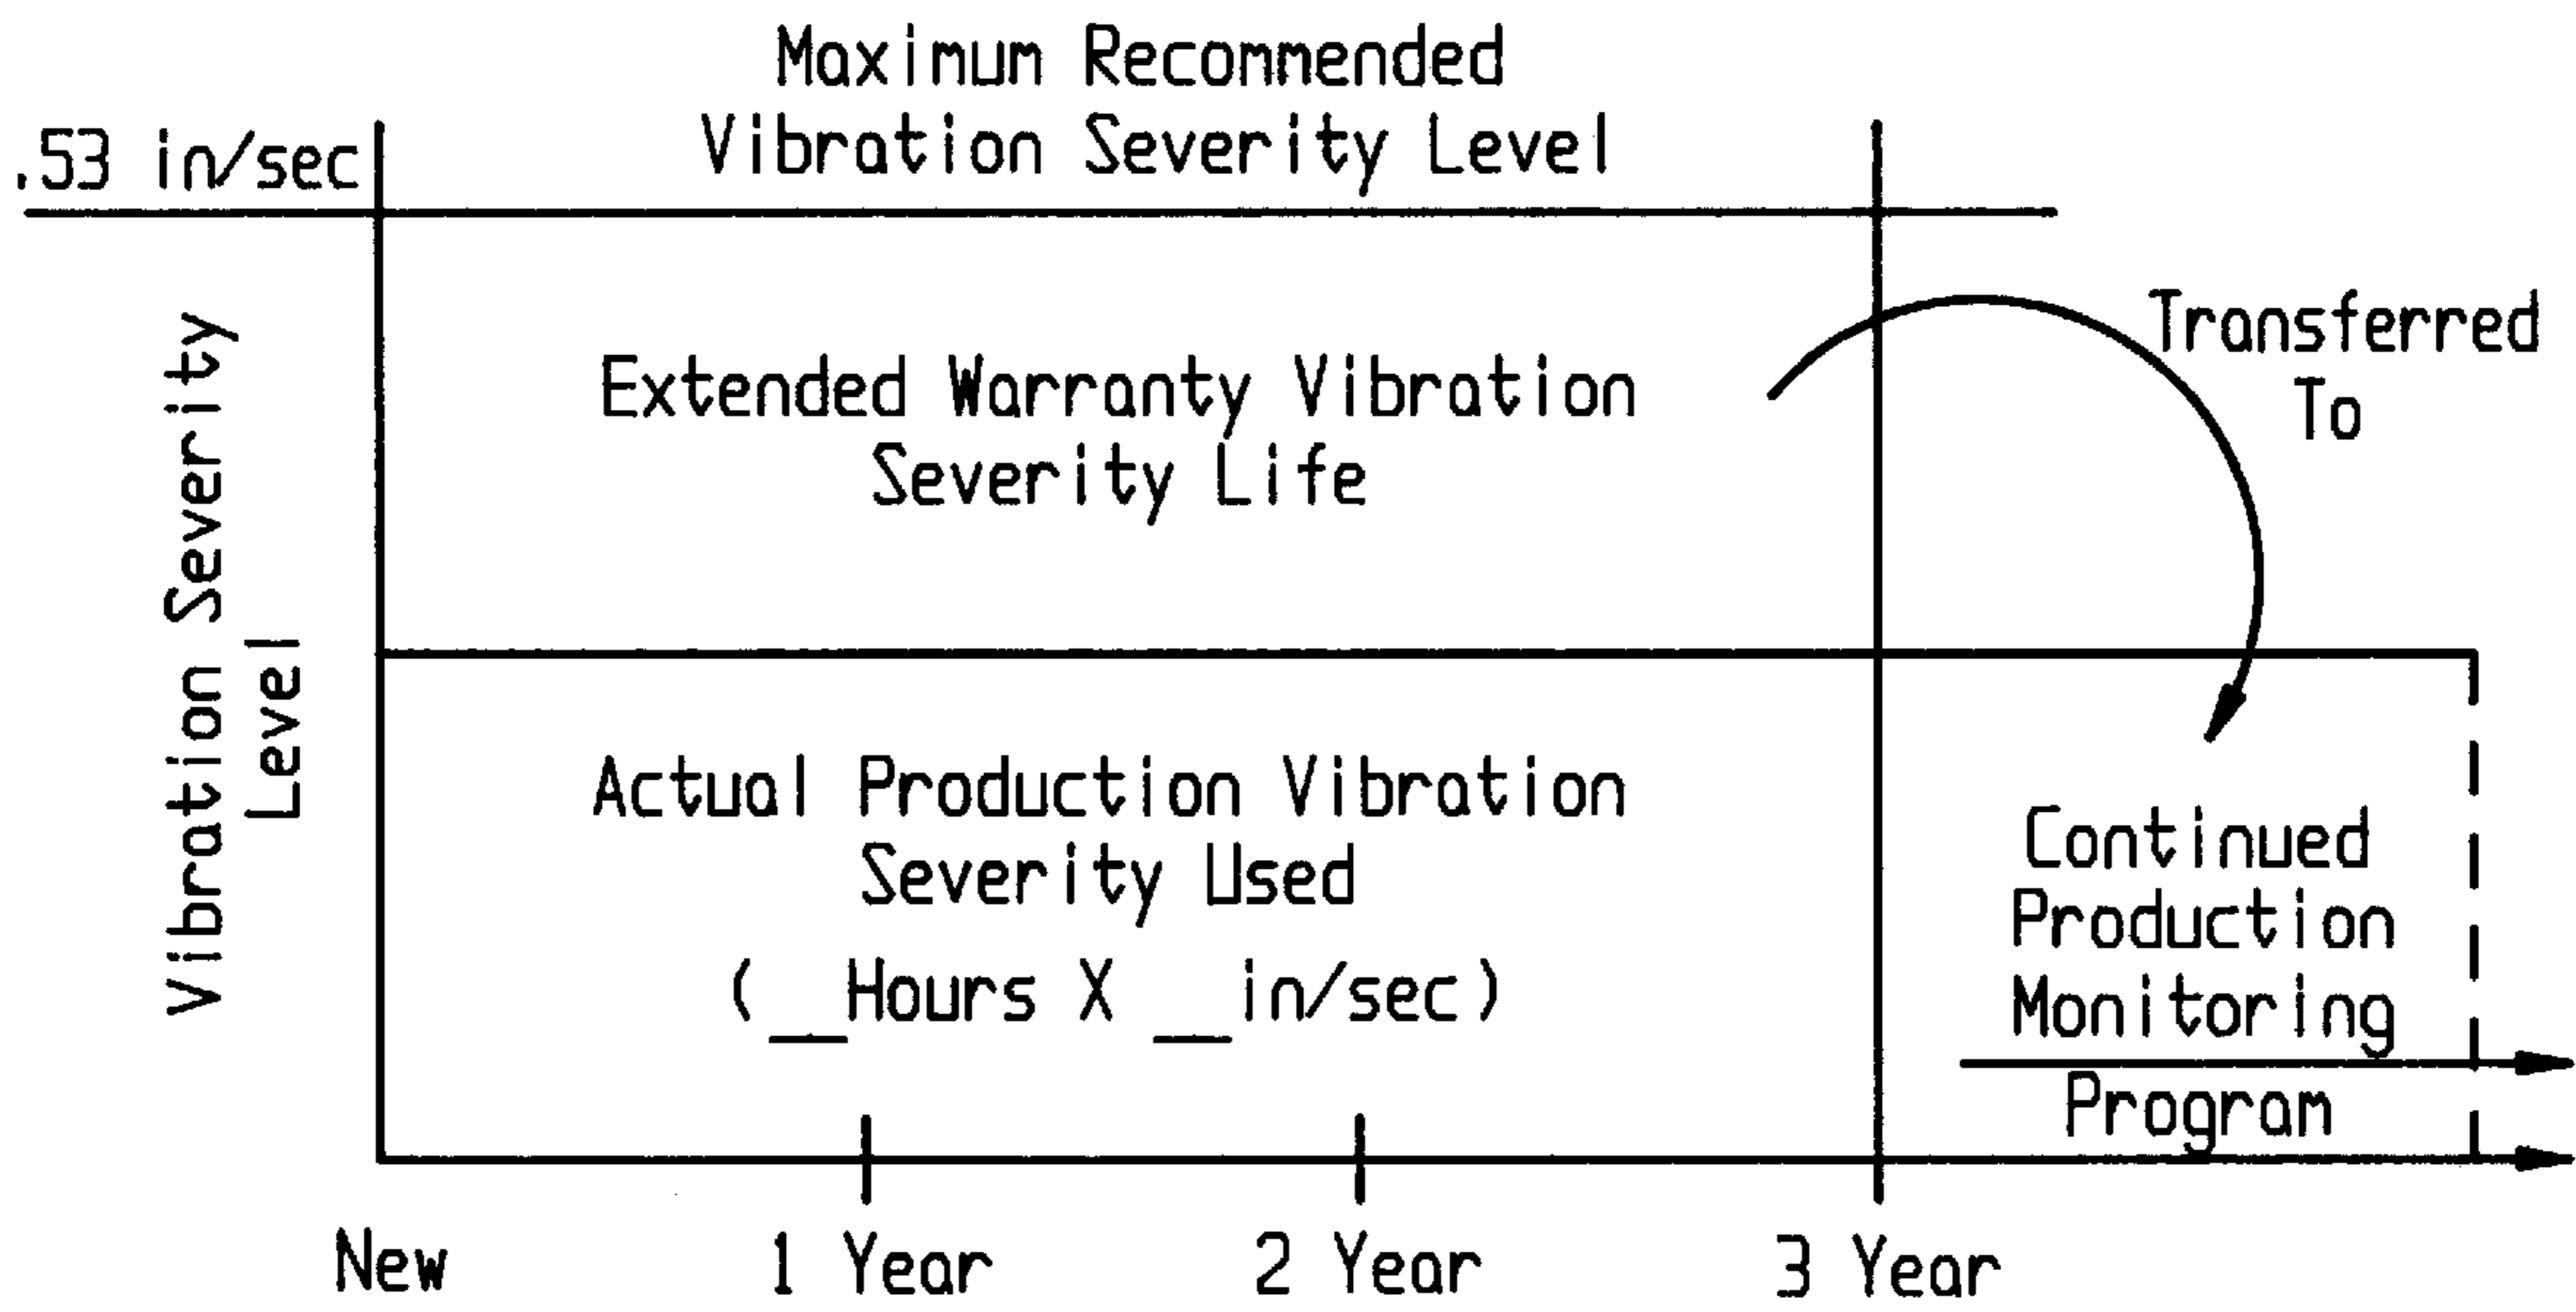 Maximum Recommended
Vibration Severity Level
.53 in/sec
Vibration Severity
Level
Extended Warranty Vibration
Severity Life
Transferred
To
Actual Production Vibration
Severity Used
(__Hours X __in/sec)
Continued
Production
Monitoring
Program
New
1 Year
2 Year
3 Year